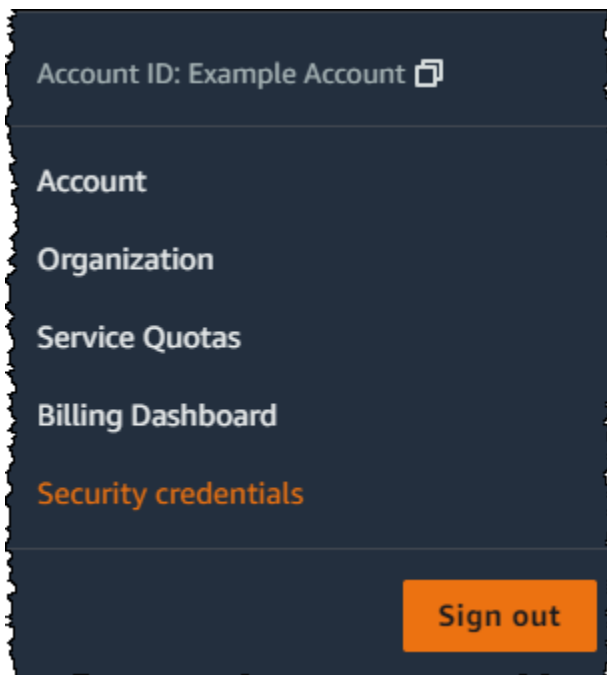 Account ID: Example Account
Account
Organization
Service Quotas
Billing Dashboard
Security credentials
Sign out